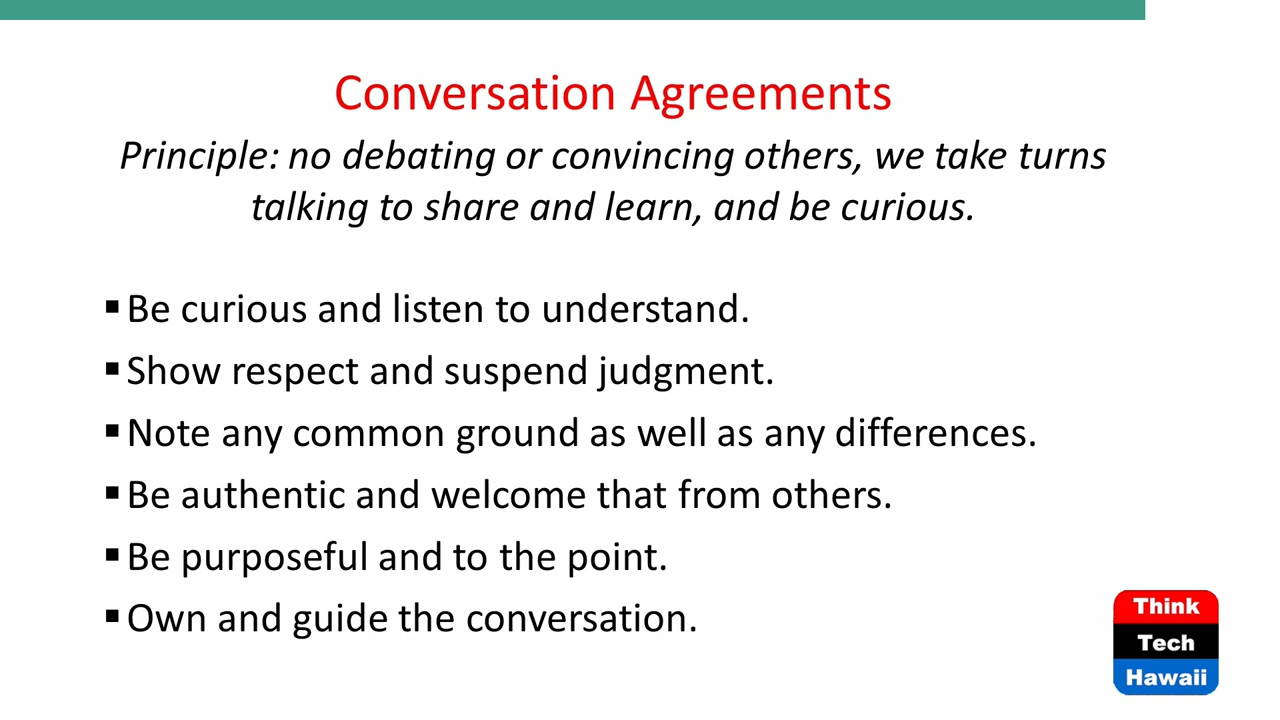 Conversation Agreements
Principle: no debating or convincing others, we take turns
talking to share and learn, and be curious.
▪Be curious and listen to understand.
▪Show respect and suspend judgment.
▪Note any common ground as well as any differences.
▪Be authentic and welcome that from others.
▪Be purposeful and to the point.
▪Own and guide the conversation.
Think
Tech
Hawaii